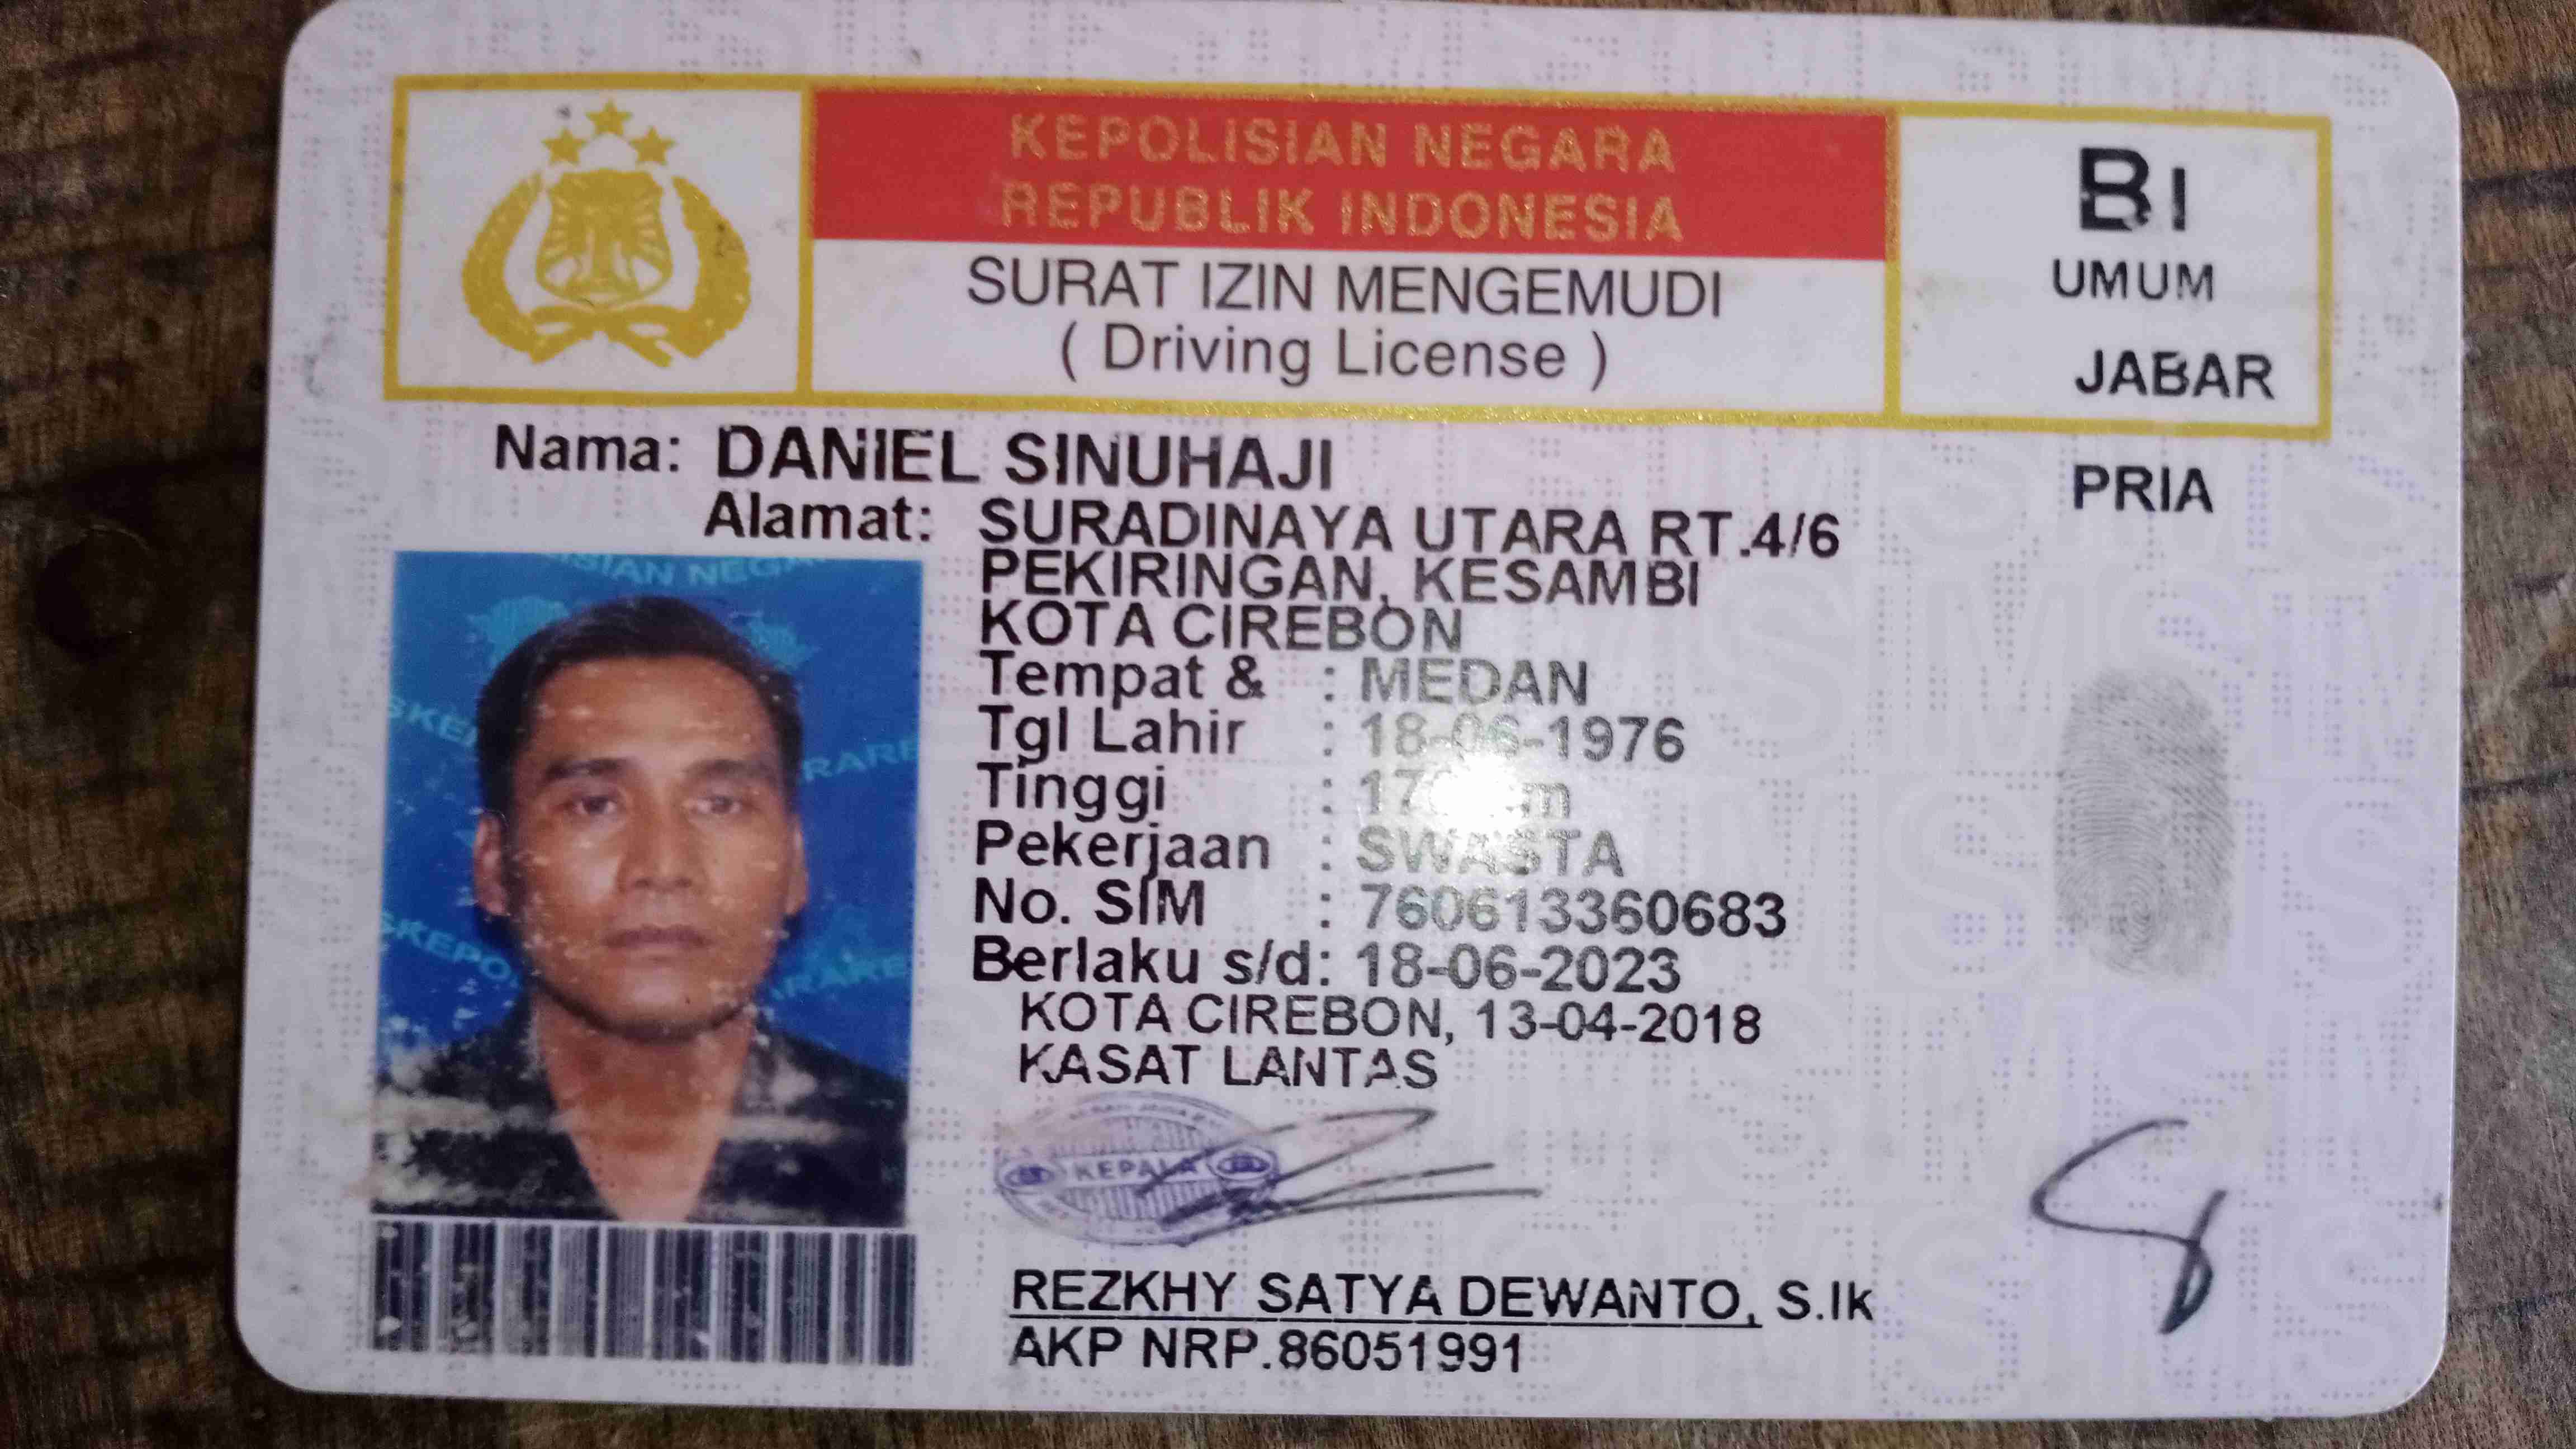 KEPOLISIAN NEGARA
REPUBLIK INDONESIA
SURAT IZIN MENGEMUDI
( Driving License )
BI
UMUM
JABAR
Nama: DANIEL SINUHAJI
PRIA
Alamat: SURADINAYA UTARA RT.4/6
PEKIRINGAN, KESAMBI
KOTA CIREBON
Tempat & : MEDAN
Tgl Lahir : 18-06-1976
Tinggi :
Pekerjaan : SWASTA
No. SIM : 760613360683
Berlaku s/d: 18-06-2023
KOTA CIREBON, 13-04-2018
KASAT LANTAS
KEPALA
REZKHY SATYA DEWANTO, S.Ik
AKP NRP.86051991